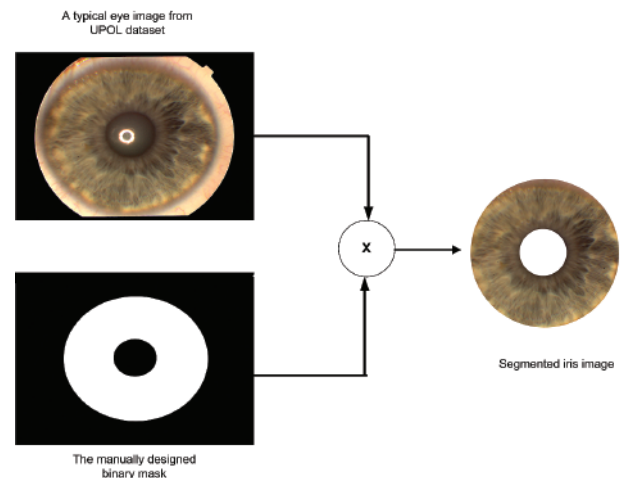 A typical eye image from
UPOL dataset
x
Segmented iris image
The manually designed
binary mask